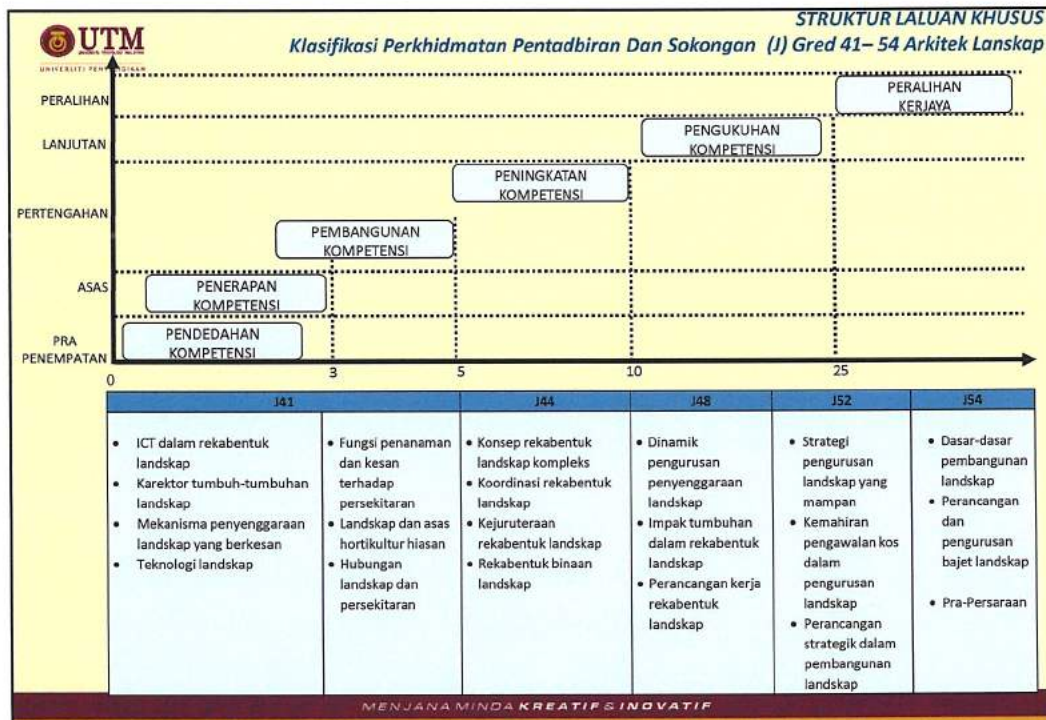 STRUKTUR LALUAN KHUSUS
Klasifikasi Perkhidmatan Pentadbiran Dan Sokongan (J) Gred 41– 54 Arkitek Lanskap
UTM
PERALIHAN
PERALIHAN
KERJAYA
LANJUTAN
PENGUKUHAN
KOMPETENSI
PENINGKATAN
KOMPETENSI
PERTENGAHAN
PEMBANGUNAN
KOMPETENSI
ASAS
PENERAPAN
KOMPETENSI
PRA
PENEMPATAN
PENDEDAHAN
KOMPETENSI
0
3
5
10
25
J41
J44
J48
J52
J54
• ICT dalam rekabentuk
landskap
• Karektor tumbuh-tumbuhan
landskap
• Mekanisma penyenggaraan
landskap yang berkesan
• Teknologi landskap
• Fungsi penanaman
dan kesan
terhadap
persekitaran
• Landskap dan asas
hortikultur hiasan
• Hubungan
landskap dan
persekitaran
• Konsep rekabentuk
landskap kompleks
• Koordinasi rekabentuk
landskap
• Kejuruteraan
rekabentuk landskap
• Rekabentuk binaan
landskap
• Dinamik
pengurusan
penyenggaraan
landskap
• Impak tumbuhan
dalam rekabentuk
landskap
• Perancangan kerja
rekabentuk
landskap
• Strategi
pengurusan
landskap yang
mampan
• Kemahiran
pengawalan kos
dalam
pengurusan
landskap
• Perancangan
strategik dalam
pembangunan
landskap
• Dasar-dasar
pembangunan
landskap
• Perancangan
dan
pengurusan
bajet landskap
• Pra-Persaraan
MENJANA MINDA KREATIF & INOVATIF